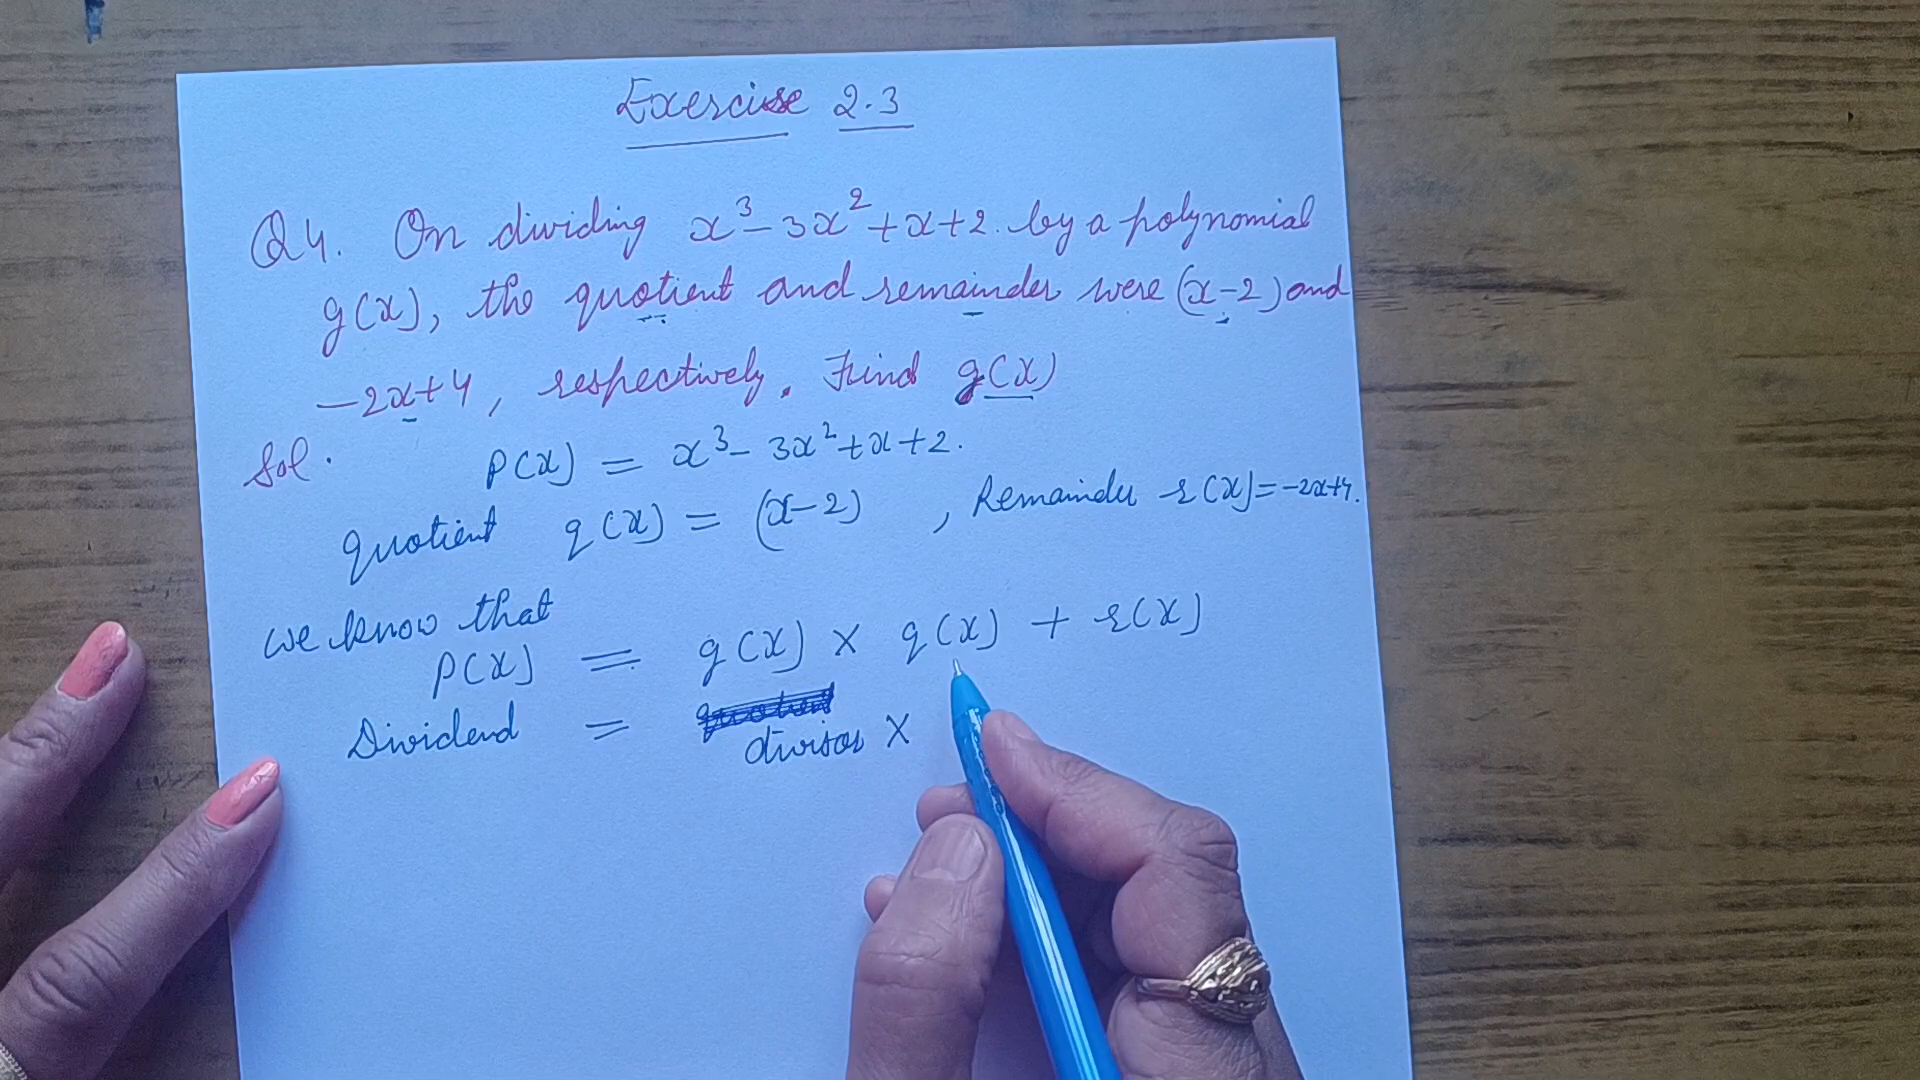 Exercise 2.3
Q4. On dividing x³-3x²+x+2. by a polynomial
g(x), the quotient and remainder were (x-2) and
-2x+4, respectively. Find g(x)
Sol. P(x) = x³-3x²+x+2.
quotient q(x) = (x-2) , Remainder r(x)=-2x+4.
we know that
P(x) = g(x) × q(x) + r(x)
Dividend = divisor ×